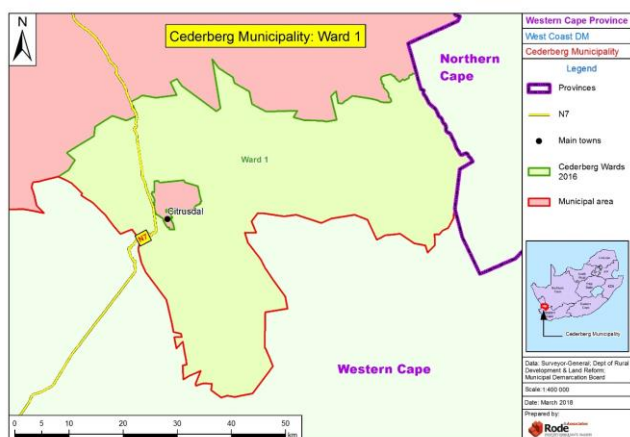 N
Cederberg Municipality: Ward 1
Northern
Cape
Ward 1
Citrusdal
N7
Western Cape
0 10 20 30 40 50
km
Western Cape Province
West Coast DM
Cederberg Municipality
Legend
Provinces
N7
Main towns
Cederberg Wards
2016
Municipal area
Cederberg Municipality
Data: Surveyor-General; Dept of Rural
Development & Land Reform;
Municipal Demarcation Board
Scale:1:400 000
Date: March 2018
Prepared by:
Rode
& Associates